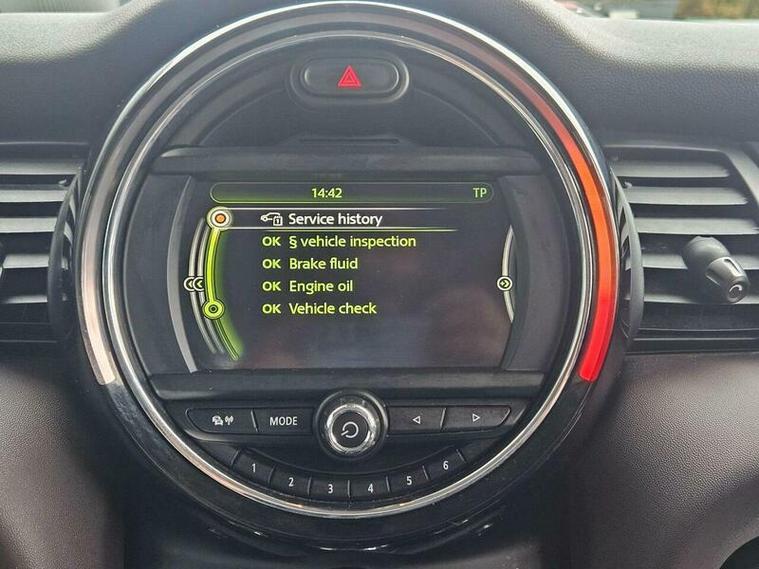 14:42 TP
Service history
OK § vehicle inspection
OK Brake fluid
OK Engine oil
OK Vehicle check
MODE
1 2 3 4 5 6